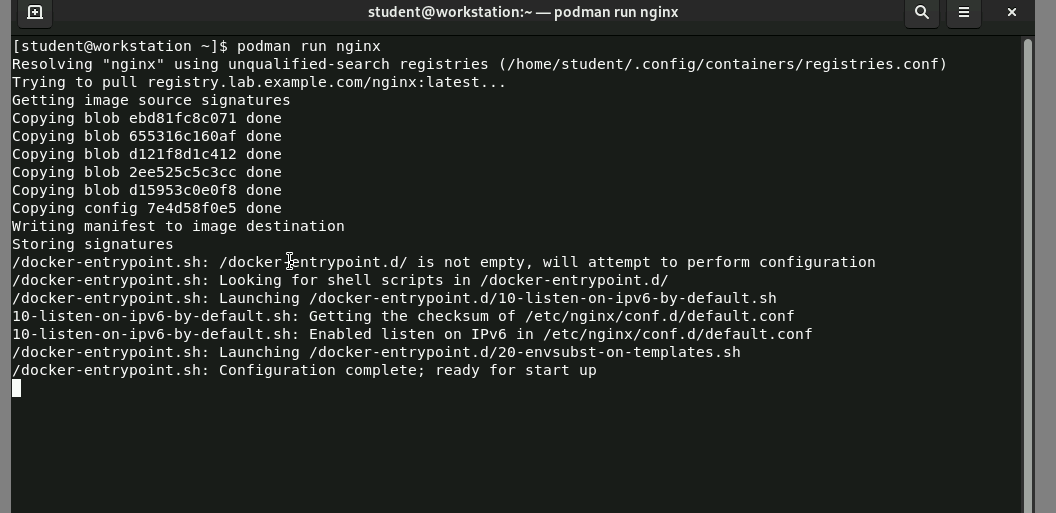 student@workstation:~ — podman run nginx
[student@workstation ~]$ podman run nginx
Resolving "nginx" using unqualified-search registries (/home/student/.config/containers/registries.conf)
Trying to pull registry.lab.example.com/nginx:latest...
Getting image source signatures
Copying blob ebd81fc8c071 done
Copying blob 655316c160af done
Copying blob d121f8d1c412 done
Copying blob 2ee525c5c3cc done
Copying blob d15953c0e0f8 done
Copying config 7e4d58f0e5 done
Writing manifest to image destination
Storing signatures
/docker-entrypoint.sh: /docker-entrypoint.d/ is not empty, will attempt to perform configuration
/docker-entrypoint.sh: Looking for shell scripts in /docker-entrypoint.d/
/docker-entrypoint.sh: Launching /docker-entrypoint.d/10-listen-on-ipv6-by-default.sh
10-listen-on-ipv6-by-default.sh: Getting the checksum of /etc/nginx/conf.d/default.conf
10-listen-on-ipv6-by-default.sh: Enabled listen on IPv6 in /etc/nginx/conf.d/default.conf
/docker-entrypoint.sh: Launching /docker-entrypoint.d/20-envsubst-on-templates.sh
/docker-entrypoint.sh: Configuration complete; ready for start up